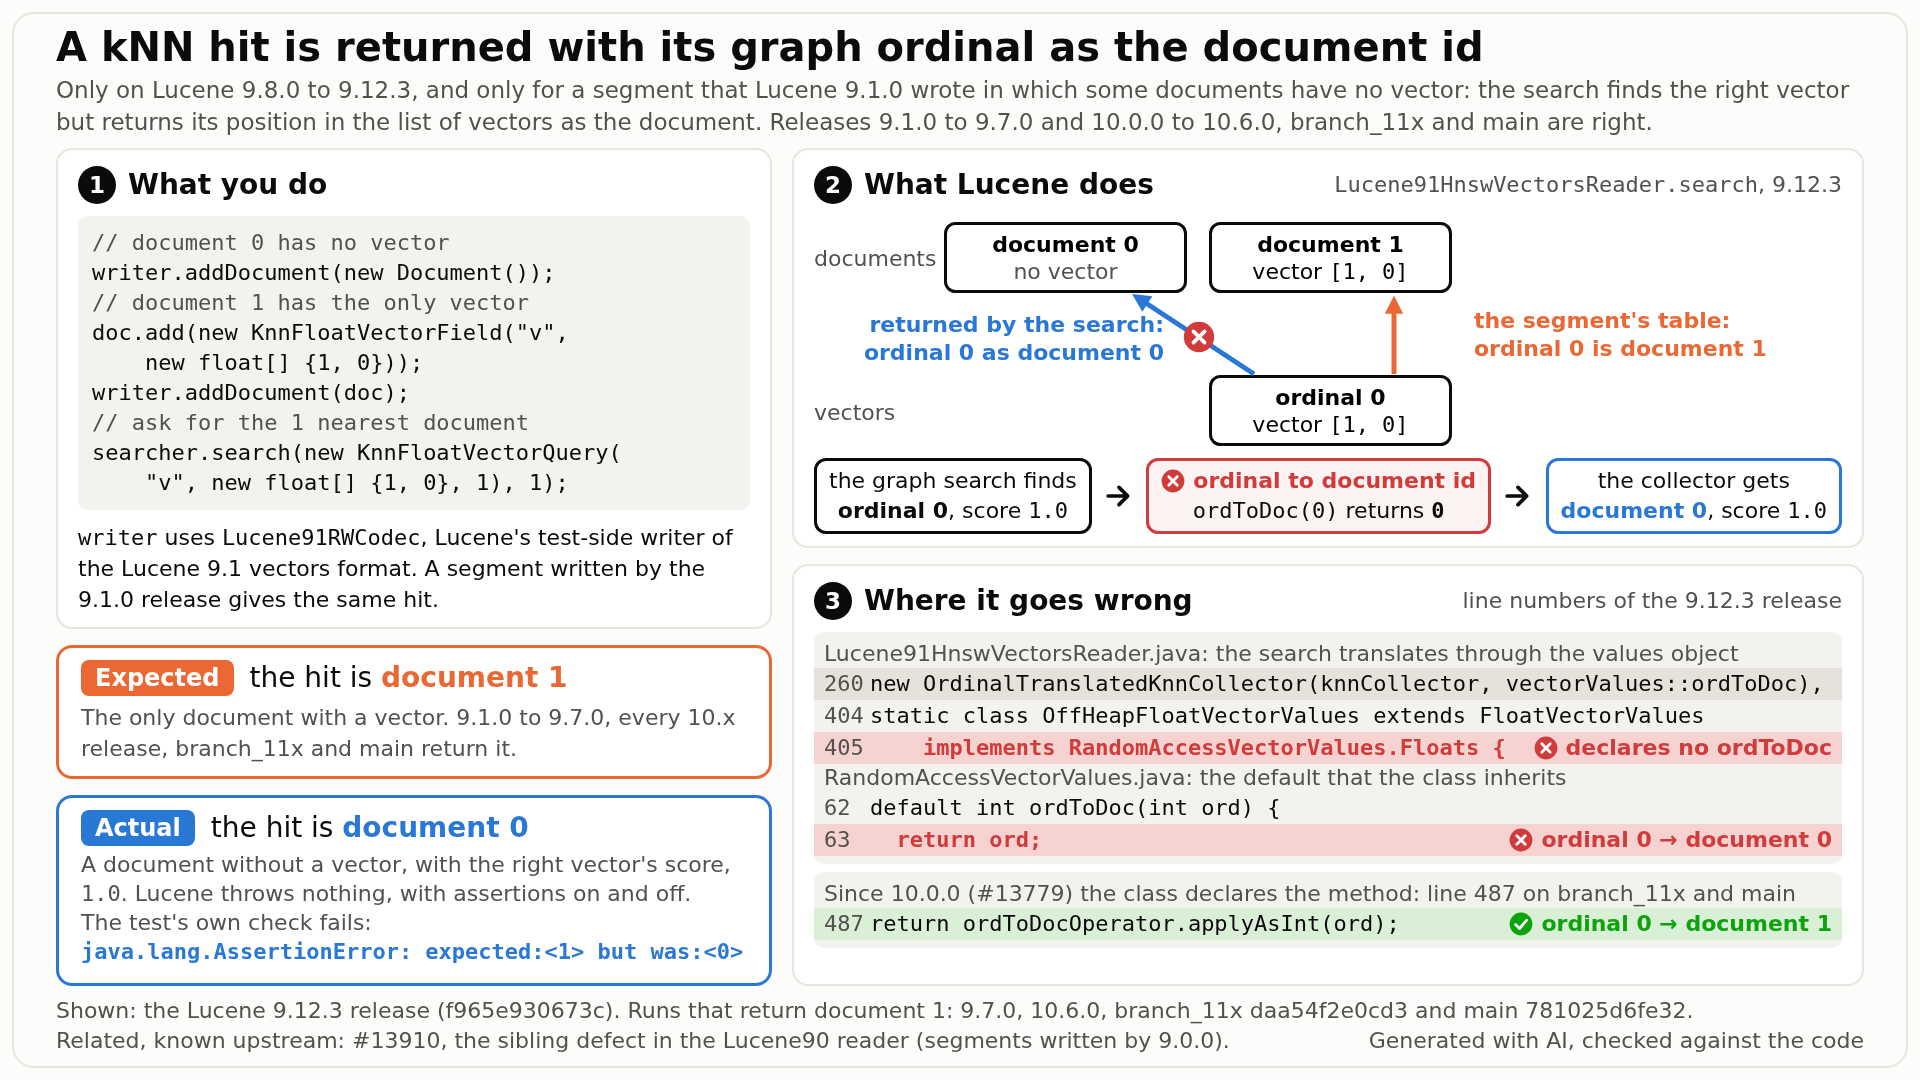 A kNN hit is returned with its graph ordinal as the document id
Only on Lucene 9.8.0 to 9.12.3, and only for a segment that Lucene 9.1.0 wrote in which some documents have no vector: the search finds the right vector
but returns its position in the list of vectors as the document. Releases 9.1.0 to 9.7.0 and 10.0.0 to 10.6.0, branch_11x and main are right.
1 What you do
// document 0 has no vector
writer.addDocument(new Document());
// document 1 has the only vector
doc.add(new KnnFloatVectorField("v",
    new float[] {1, 0}));
writer.addDocument(doc);
// ask for the 1 nearest document
searcher.search(new KnnFloatVectorQuery(
    "v", new float[] {1, 0}, 1), 1);
writer uses Lucene91RWCodec, Lucene's test-side writer of
the Lucene 9.1 vectors format. A segment written by the
9.1.0 release gives the same hit.
Expected the hit is document 1
The only document with a vector. 9.1.0 to 9.7.0, every 10.x
release, branch_11x and main return it.
Actual the hit is document 0
A document without a vector, with the right vector's score,
1.0. Lucene throws nothing, with assertions on and off.
The test's own check fails:
java.lang.AssertionError: expected:<1> but was:<0>
2 What Lucene does
Lucene91HnswVectorsReader.search, 9.12.3
documents
document 0
no vector
document 1
vector [1, 0]
returned by the search:
ordinal 0 as document 0
the segment's table:
ordinal 0 is document 1
vectors
ordinal 0
vector [1, 0]
the graph search finds
ordinal 0, score 1.0
ordinal to document id
ordToDoc(0) returns 0
the collector gets
document 0, score 1.0
3 Where it goes wrong
line numbers of the 9.12.3 release
Lucene91HnswVectorsReader.java: the search translates through the values object
260 new OrdinalTranslatedKnnCollector(knnCollector, vectorValues::ordToDoc),
404 static class OffHeapFloatVectorValues extends FloatVectorValues
405     implements RandomAccessVectorValues.Floats { declares no ordToDoc
RandomAccessVectorValues.java: the default that the class inherits
62 default int ordToDoc(int ord) {
63   return ord; ordinal 0 → document 0
Since 10.0.0 (#13779) the class declares the method: line 487 on branch_11x and main
487 return ordToDocOperator.applyAsInt(ord); ordinal 0 → document 1
Shown: the Lucene 9.12.3 release (f965e930673c). Runs that return document 1: 9.7.0, 10.6.0, branch_11x daa54f2e0cd3 and main 781025d6fe32.
Related, known upstream: #13910, the sibling defect in the Lucene90 reader (segments written by 9.0.0).
Generated with AI, checked against the code